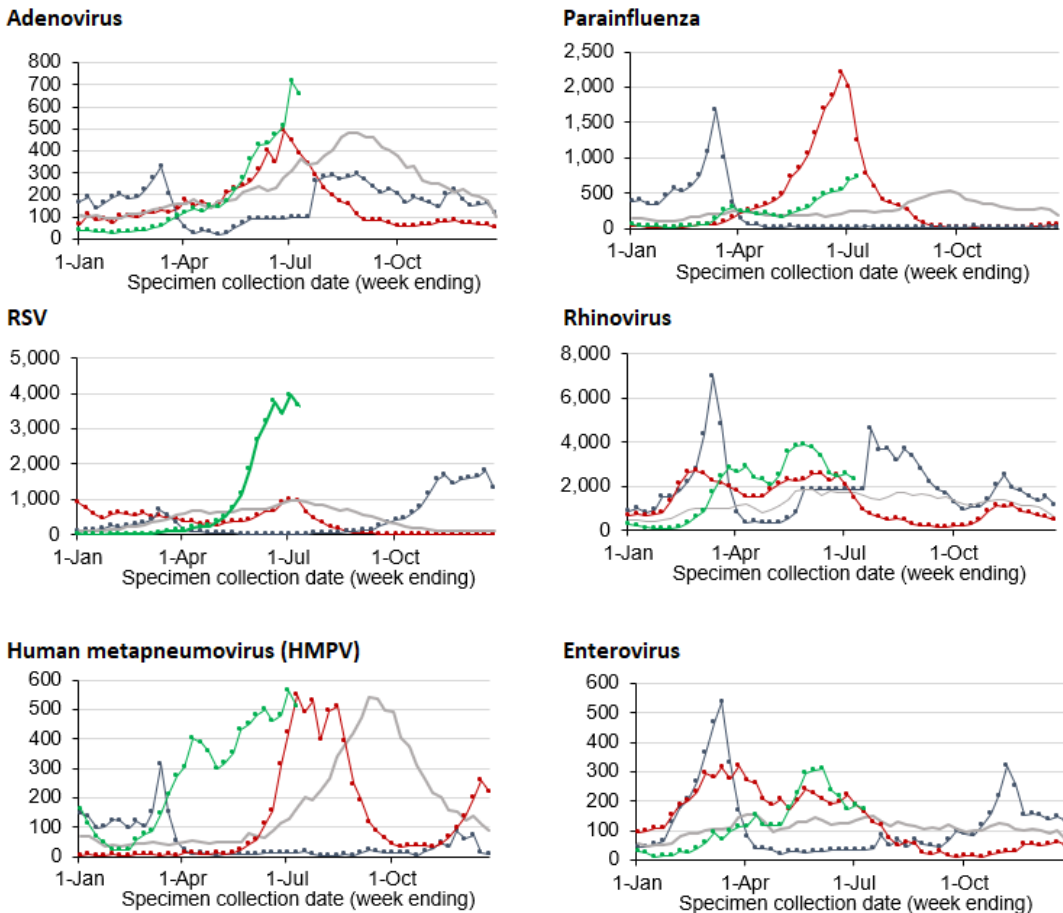 Adenovirus
800
700
600
500
400
300
200
100
0
1-Jan 1-Apr 1-Jul 1-Oct
Specimen collection date (week ending)
Parainfluenza
2,500
2,000
1,500
1,000
500
0
1-Jan 1-Apr 1-Jul 1-Oct
Specimen collection date (week ending)
RSV
5,000
4,000
3,000
2,000
1,000
0
1-Jan 1-Apr 1-Jul 1-Oct
Specimen collection date (week ending)
Rhinovirus
8,000
6,000
4,000
2,000
0
1-Jan 1-Apr 1-Jul 1-Oct
Specimen collection date (week ending)
Human metapneumovirus (HMPV)
600
500
400
300
200
100
0
1-Jan 1-Apr 1-Jul 1-Oct
Specimen collection date (week ending)
Enterovirus
600
500
400
300
200
100
0
1-Jan 1-Apr 1-Jul 1-Oct
Specimen collection date (week ending)